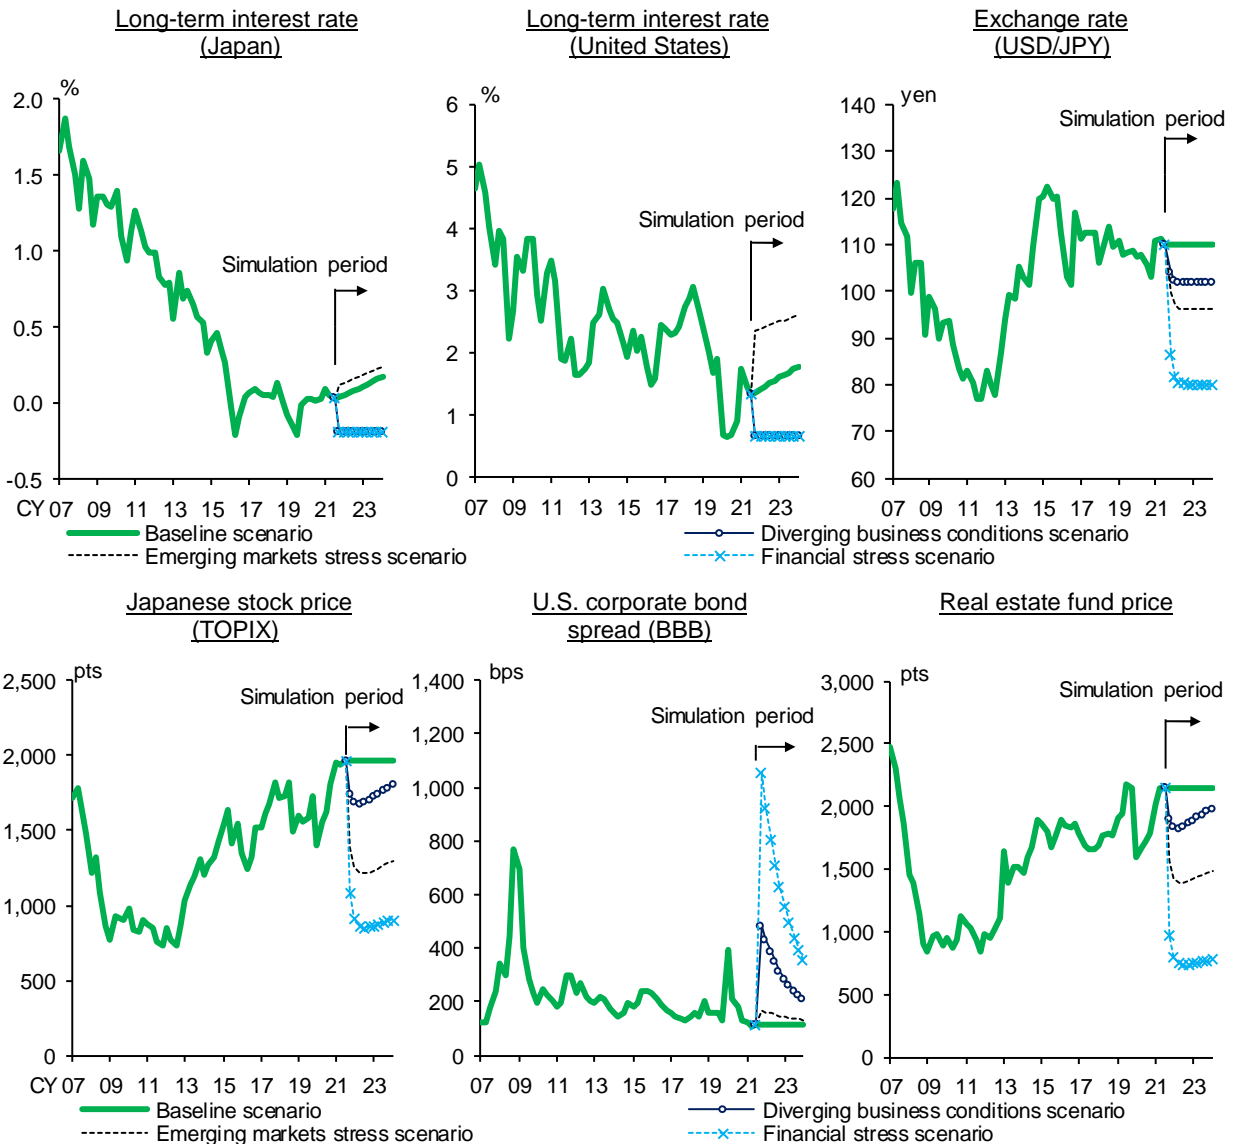 Long-term interest rate
(Japan)
Long-term interest rate
(United States)
Exchange rate
(USD/JPY)
%
2.0
1.5
1.0
0.5
0.0
-0.5
Simulation period
CY 07 09 11 13 15 17 19 21 23
%
6
5
4
3
2
1
0
Simulation period
07 09 11 13 15 17 19 21 23
yen
140
130
120
110
100
90
80
70
60
Simulation period
07 09 11 13 15 17 19 21 23
Baseline scenario
Diverging business conditions scenario
Emerging markets stress scenario
Financial stress scenario
Japanese stock price
(TOPIX)
U.S. corporate bond
spread (BBB)
Real estate fund price
pts
2,500
2,000
1,500
1,000
500
0
Simulation period
CY 07 09 11 13 15 17 19 21 23
bps
1,400
1,200
1,000
800
600
400
200
0
Simulation period
07 09 11 13 15 17 19 21 23
pts
3,000
2,500
2,000
1,500
1,000
500
0
Simulation period
07 09 11 13 15 17 19 21 23
Baseline scenario
Diverging business conditions scenario
Emerging markets stress scenario
Financial stress scenario